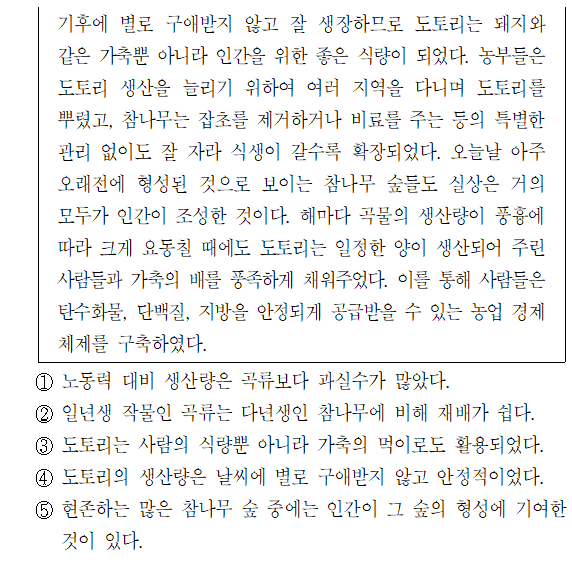 기후에 별로 구애받지 않고 잘 생장하므로 도토리는 돼지와
같은 가축뿐 아니라 인간을 위한 좋은 식량이 되었다. 농부들은
도토리 생산을 늘리기 위하여 여러 지역을 다니며 도토리를
뿌렸고, 참나무는 잡초를 제거하거나 비료를 주는 등의 특별한
관리 없이도 잘 자라 식생이 갈수록 확장되었다. 오늘날 아주
오래전에 형성된 것으로 보이는 참나무 숲들도 실상은 거의
모두가 인간이 조성한 것이다. 해마다 곡물의 생산량이 풍흉에
따라 크게 요동칠 때에도 도토리는 일정한 양이 생산되어 주린
사람들과 가축의 배를 풍족하게 채워주었다. 이를 통해 사람들은
탄수화물, 단백질, 지방을 안정되게 공급받을 수 있는 농업 경제
체제를 구축하였다.
① 노동력 대비 생산량은 곡류보다 과실수가 많았다.
② 일년생 작물인 곡류는 다년생인 참나무에 비해 재배가 쉽다.
③ 도토리는 사람의 식량뿐 아니라 가축의 먹이로도 활용되었다.
④ 도토리의 생산량은 날씨에 별로 구애받지 않고 안정적이었다.
⑤ 현존하는 많은 참나무 숲 중에는 인간이 그 숲의 형성에 기여한
것이 있다.